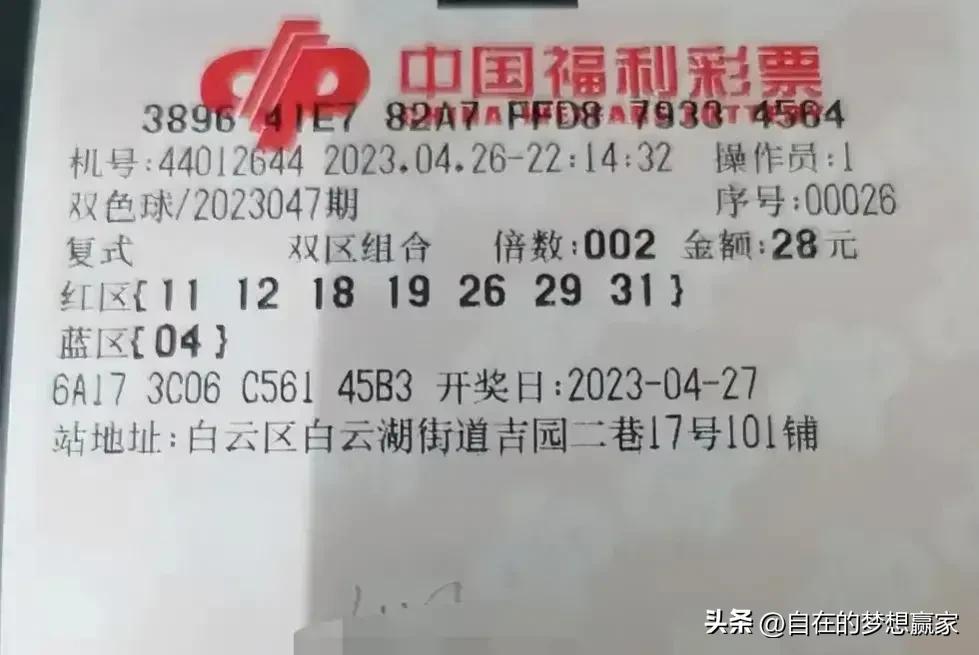 中国福利彩票
3896 41E7 82A7 FFD8 7933 4564
机号:44012644 2023.04.26-22:14:32 操作员:1
双色球/2023047期 序号:00026
复式 双区组合 倍数:002 金额:28元
红区{11 12 18 19 26 29 31}
蓝区{04}
6A17 3C06 C561 45B3 开奖日:2023-04-27
站地址:白云区白云湖街道吉园二巷17号101铺
头条 @自在的梦想赢家